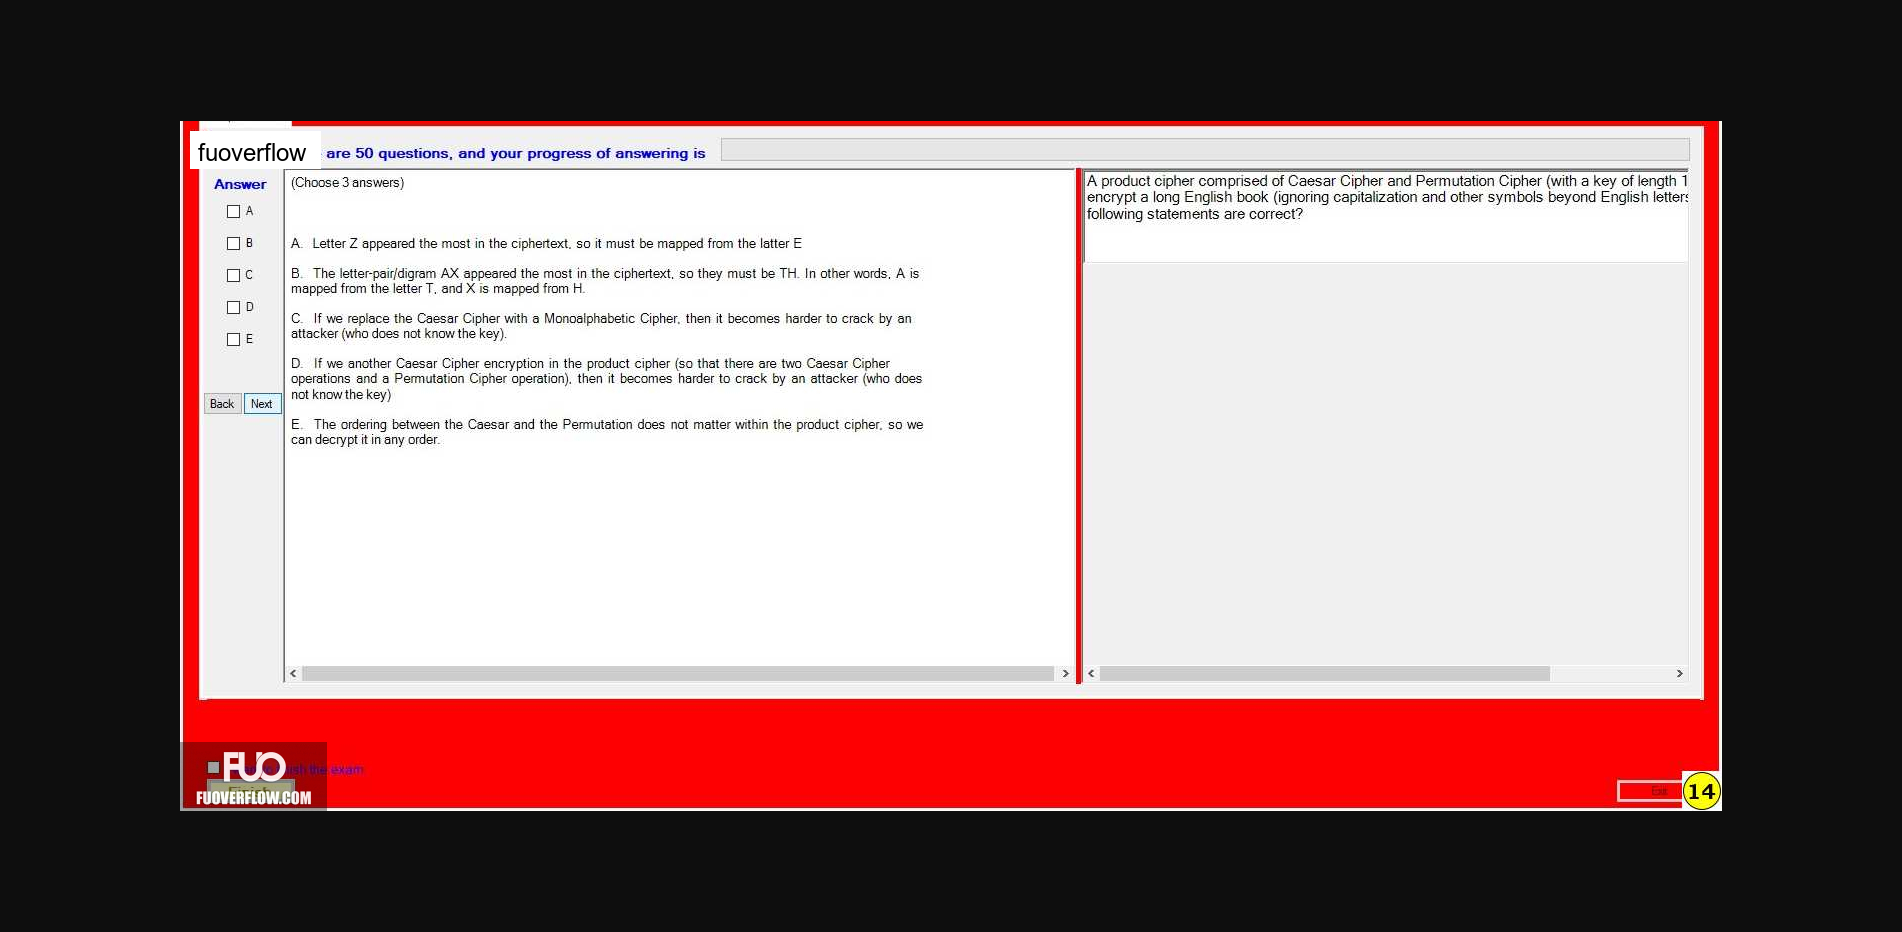 fuoverflow are 50 questions, and your progress of answering is
Answer
A
B
C
D
E
Back Next
(Choose 3 answers)
A. Letter Z appeared the most in the ciphertext, so it must be mapped from the latter E
B. The letter-pair/digram AX appeared the most in the ciphertext, so they must be TH. In other words, A is
mapped from the letter T, and X is mapped from H.
C. If we replace the Caesar Cipher with a Monoalphabetic Cipher, then it becomes harder to crack by an
attacker (who does not know the key).
D. If we another Caesar Cipher encryption in the product cipher (so that there are two Caesar Cipher
operations and a Permutation Cipher operation), then it becomes harder to crack by an attacker (who does
not know the key)
E. The ordering between the Caesar and the Permutation does not matter within the product cipher, so we
can decrypt it in any order.
A product cipher comprised of Caesar Cipher and Permutation Cipher (with a key of length 1
encrypt a long English book (ignoring capitalization and other symbols beyond English letters
following statements are correct?
FUO
the exam
Finish
FUOVERFLOW.COM
Exit
14